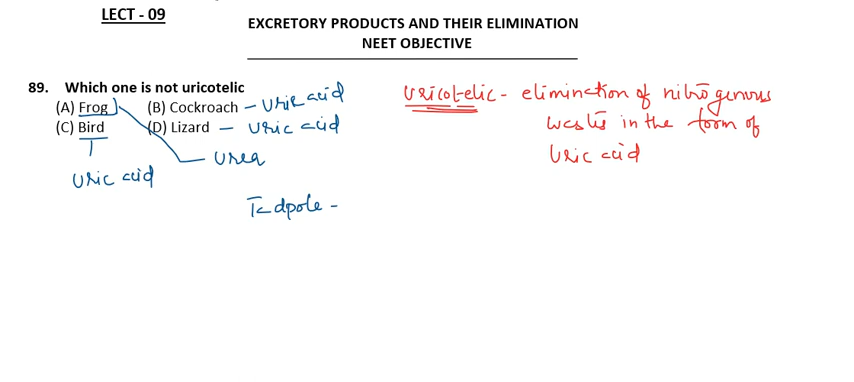 LECT - 09
EXCRETORY PRODUCTS AND THEIR ELIMINATION
NEET OBJECTIVE
89. Which one is not uricotelic
(A) Frog (B) Cockroach - uric acid
(C) Bird (D) Lizard - uric acid
urea
uric acid
Tadpole -
uricotelic - elimination of nitrogenous
wastes in the form of
uric acid